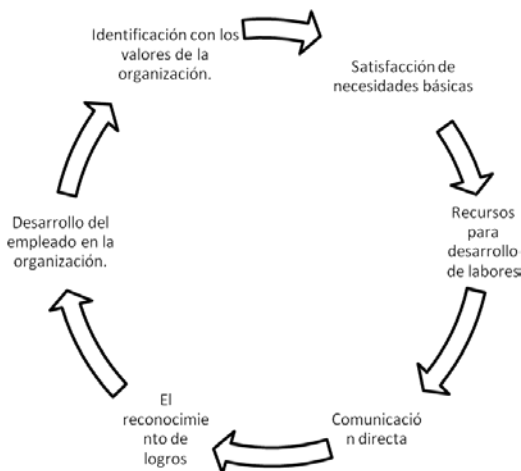 Identificación con los
valores de la
organización.
Satisfacción de
necesidades básicas
Recursos
para
desarrollo
de labores
Comunicació
n directa
El
reconocimie
nto de
logros
Desarrollo del
empleado en la
organización.